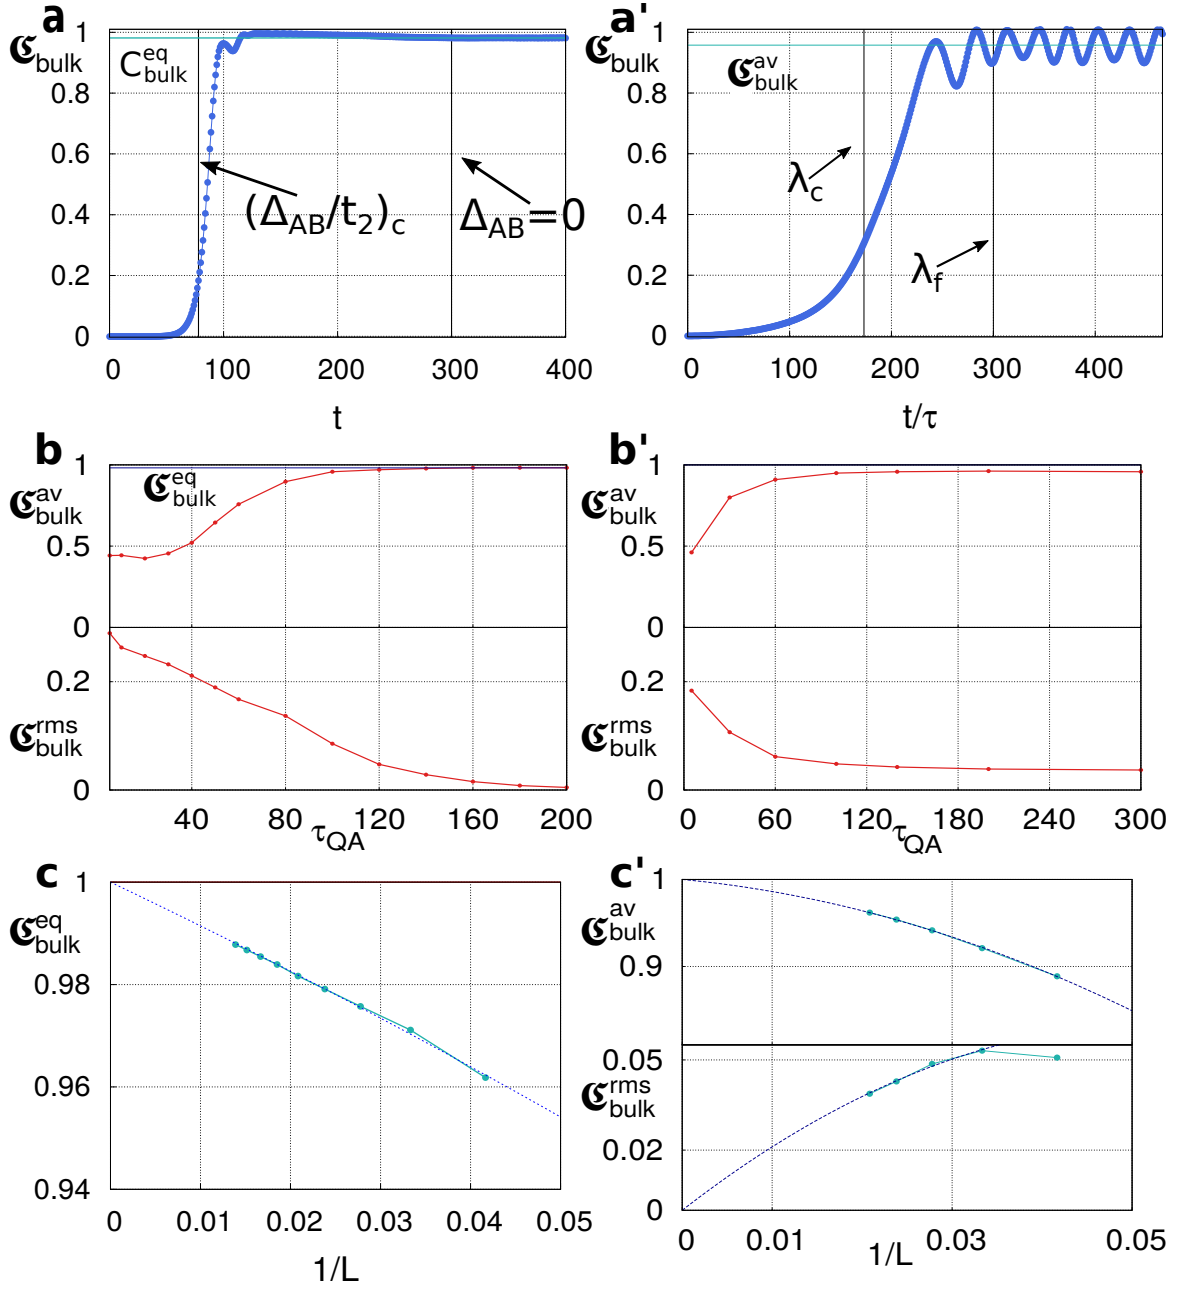 a
1
0.8
0.6
0.4
0.2
0
ℭbulk
C^eq_bulk
(Δ_AB/t_2)_c
Δ_AB=0
0 100 200 300 400
t
a'
1
0.8
0.6
0.4
0.2
0
ℭbulk
ℭ^av_bulk
λ_c
λ_f
0 100 200 300 400
t/τ
b
1
0.5
0
0.2
0
ℭ^av_bulk
ℭ^eq_bulk
ℭ^rms_bulk
40 80 120 160 200
τ_QA
b'
1
0.5
0
0.2
0
ℭ^av_bulk
ℭ^rms_bulk
0 60 120 180 240 300
τ_QA
c
1
0.98
0.96
0.94
ℭ^eq_bulk
0 0.01 0.02 0.03 0.04 0.05
1/L
c'
1
0.9
0.05
0.02
0
ℭ^av_bulk
ℭ^rms_bulk
0 0.01 0.03 0.05
1/L